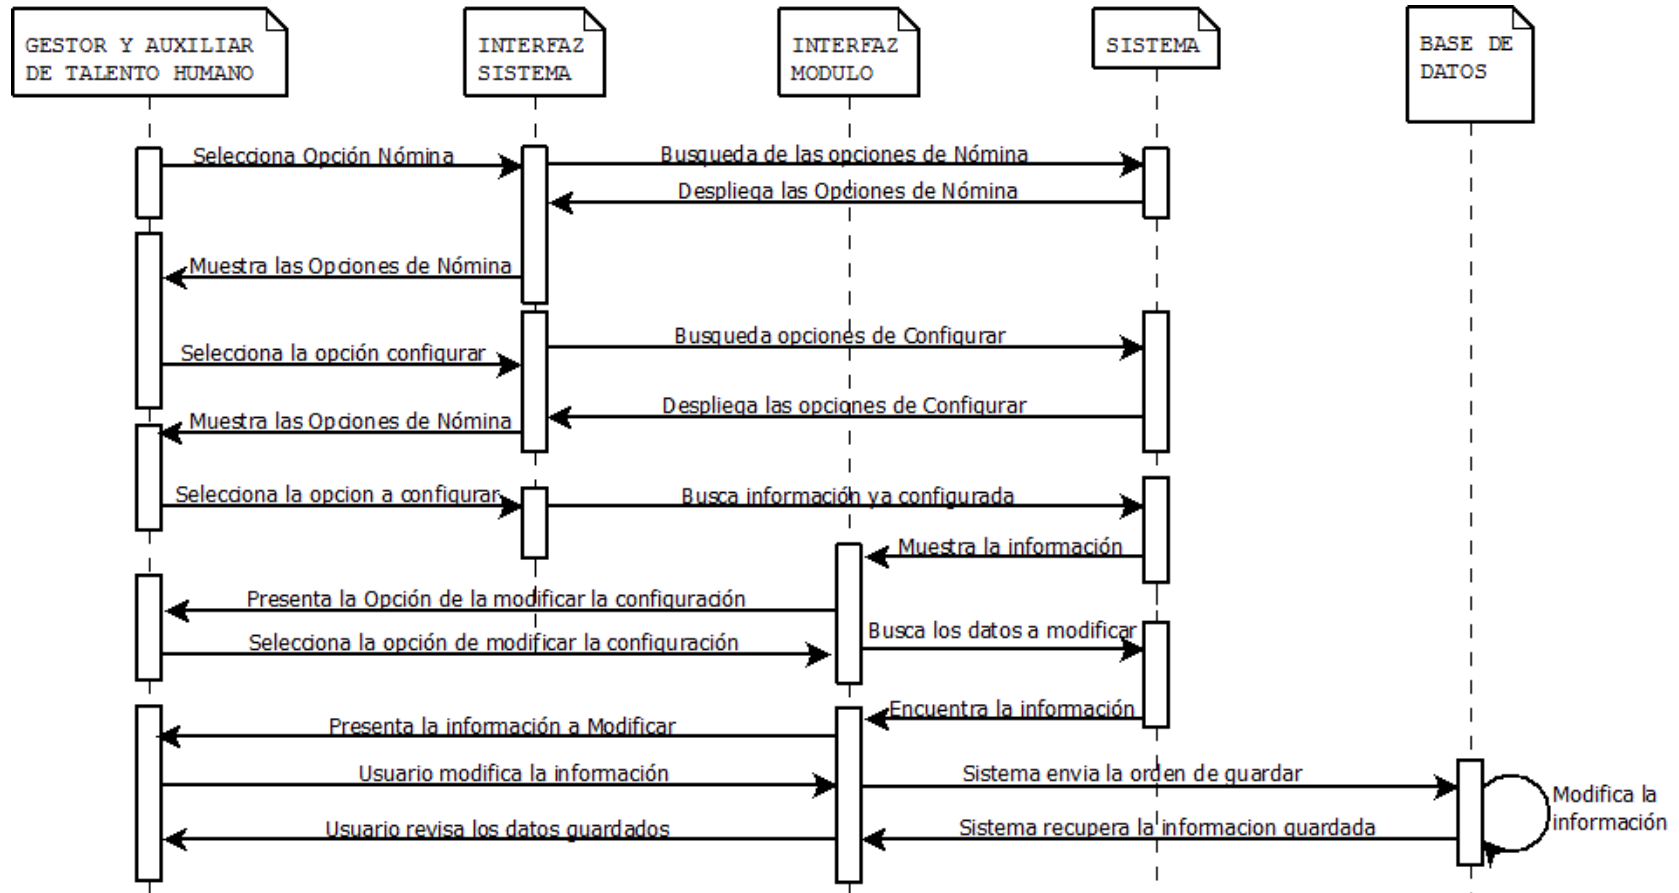 GESTOR Y AUXILIAR
DE TALENTO HUMANO
INTERFAZ
SISTEMA
INTERFAZ
MODULO
SISTEMA
BASE DE
DATOS
Selecciona Opción Nómina
Busqueda de las opciones de Nómina
Despliega las Opciones de Nómina
Muestra las Opciones de Nómina
Busqueda opciones de Configurar
Selecciona la opción configurar
Despliega las opciones de Configurar
Muestra las Opciones de Nómina
Selecciona la opcion a configurar
Busca información ya configurada
Muestra la información
Presenta la Opción de la modificar la configuración
Busca los datos a modificar
Selecciona la opción de modificar la configuración
Encuentra la información
Presenta la información a Modificar
Usuario modifica la información
Sistema envia la orden de guardar
Modifica la
información
Usuario revisa los datos guardados
Sistema recupera la informacion guardada